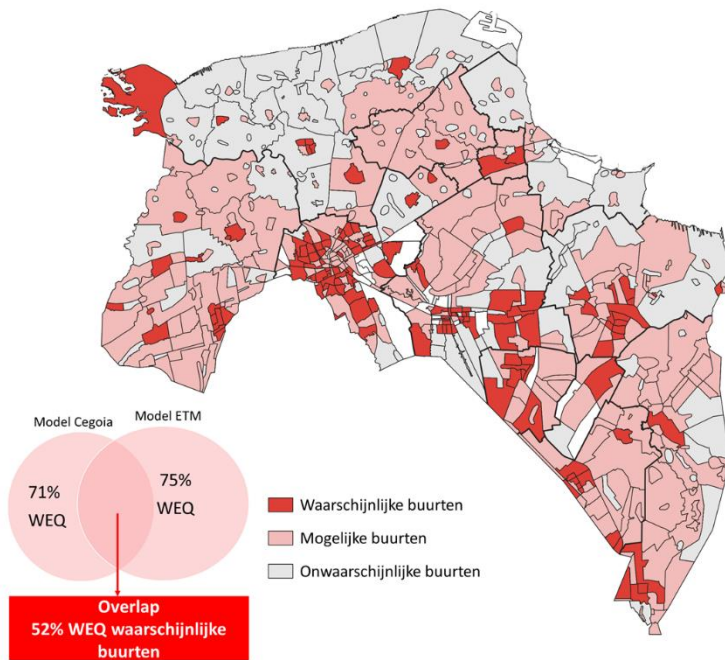 Model Cegoia
Model ETM
71%
WEQ
75%
WEQ
Overlap
52% WEQ waarschijnlijke
buurten
Waarschijnlijke buurten
Mogelijke buurten
Onwaarschijnlijke buurten